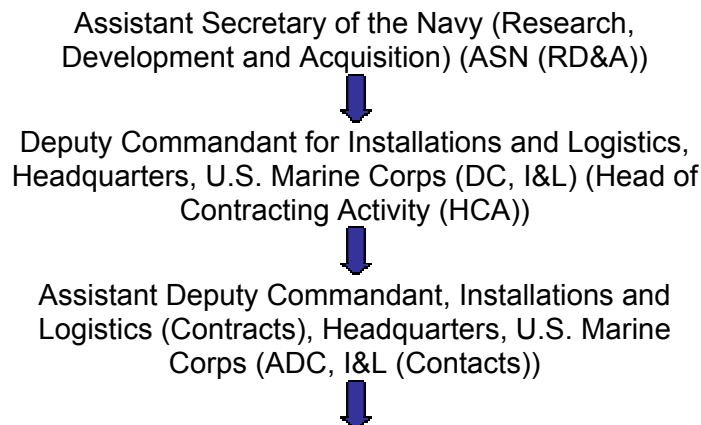 Assistant Secretary of the Navy (Research,
Development and Acquisition) (ASN (RD&A))
Deputy Commandant for Installations and Logistics,
Headquarters, U.S. Marine Corps (DC, I&L) (Head of
Contracting Activity (HCA))
Assistant Deputy Commandant, Installations and
Logistics (Contracts), Headquarters, U.S. Marine
Corps (ADC, I&L (Contacts))